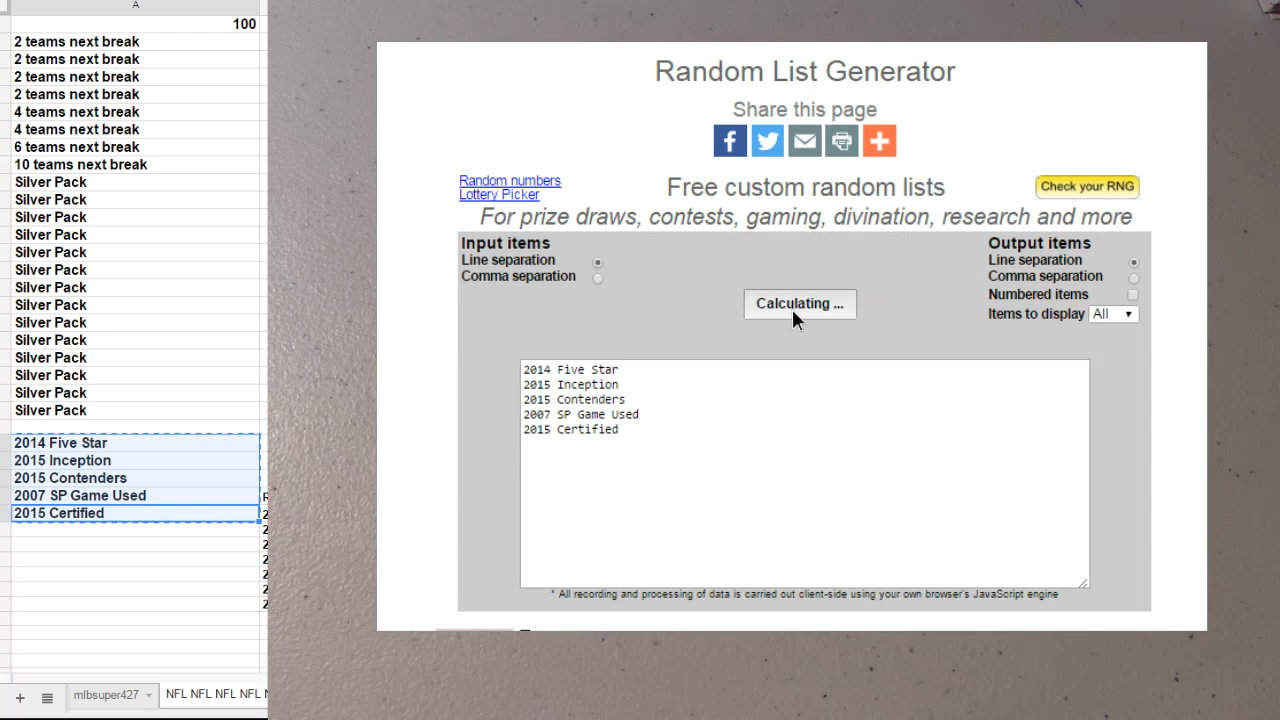 A
100
2 teams next break
2 teams next break
2 teams next break
2 teams next break
4 teams next break
4 teams next break
6 teams next break
10 teams next break
Silver Pack
Silver Pack
Silver Pack
Silver Pack
Silver Pack
Silver Pack
Silver Pack
Silver Pack
Silver Pack
Silver Pack
Silver Pack
Silver Pack
Silver Pack
Silver Pack
2014 Five Star
2015 Inception
2015 Contenders
2007 SP Game Used
2015 Certified
mlbsuper427
NFL NFL NFL NFL
Random List Generator
Share this page
Random numbers
Lottery Picker
Free custom random lists
Check your RNG
For prize draws, contests, gaming, divination, research and more
Input items
Line separation
Comma separation
Calculating ...
Output items
Line separation
Comma separation
Numbered items
Items to display All
2014 Five Star
2015 Inception
2015 Contenders
2007 SP Game Used
2015 Certified
* All recording and processing of data is carried out client-side using your own browser's JavaScript engine